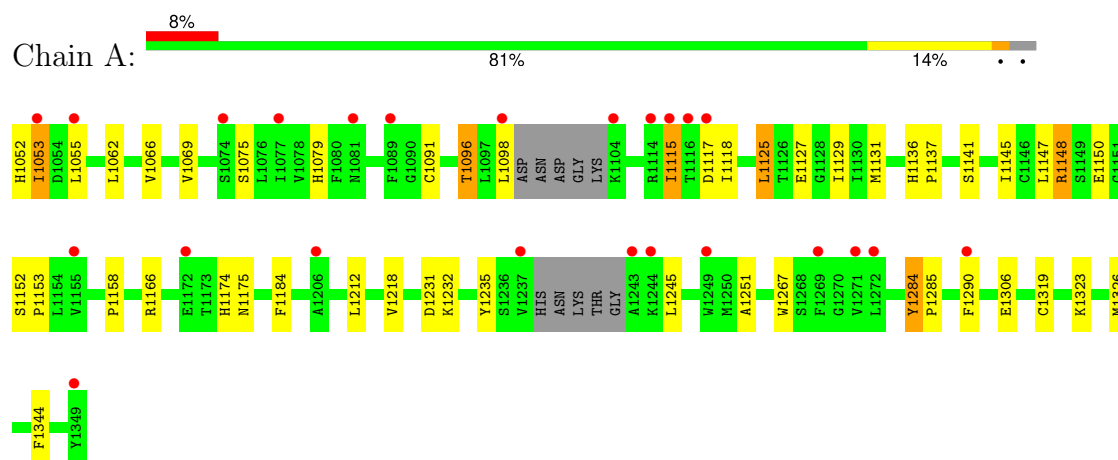 8%
Chain A:
81% 14% • •
H1052 I1053 D1054 L1055 L1062 V1066 V1069 S1074 S1075 L1076 I1077 V1078 H1079 F1080 N1081 F1089 G1090 C1091 T1096 L1097 L1098 ASP ASN ASP GLY LYS K1104 R1114 I1115 T1116 D1117 I1118 L1125 T1126 E1127 G1128 I1129 I1130 M1131 H1136 P1137 S1141 I1145 C1146 L1147 R1148 S1149 E1150 G1151
S1152 P1153 L1154 V1155 P1158 R1166 E1172 T1173 H1174 N1175 F1184 A1206 L1212 V1218 D1231 K1232 Y1235 S1236 V1237 HIS ASN LYS THR GLY A1243 K1244 L1245 W1249 M1250 A1251 W1267 S1268 F1269 G1270 V1271 L1272 Y1284 P1285 F1290 E1306 C1319 K1323 M1326
F1344 Y1349